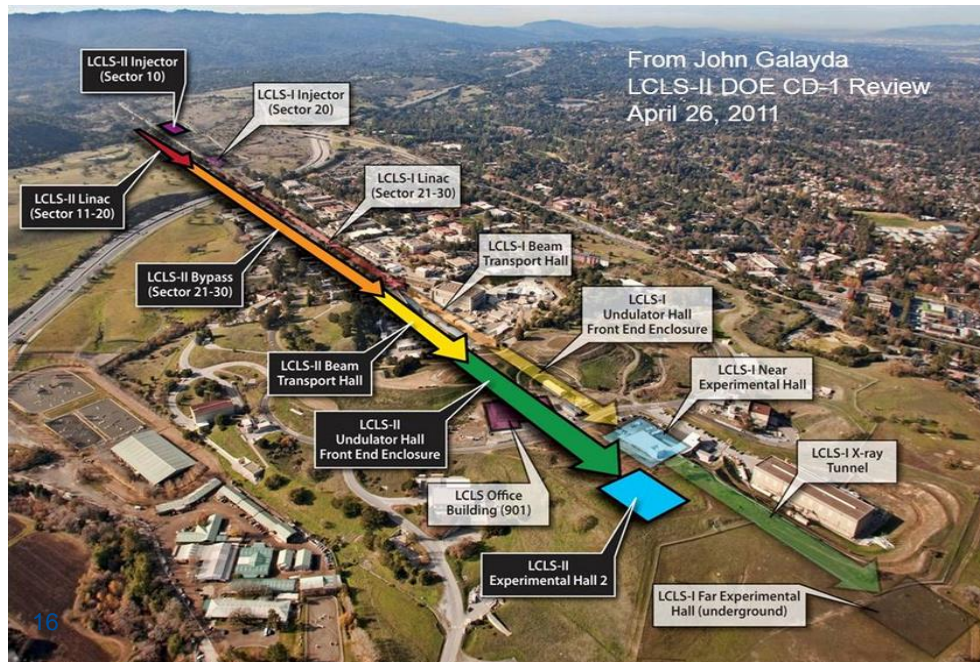 From John Galayda
LCLS-II DOE CD-1 Review
April 26, 2011
LCLS-II Injector
(Sector 10)
LCLS-I Injector
(Sector 20)
LCLS-I Linac
(Sector 21-30)
LCLS-II Linac
(Sector 11-20)
LCLS-I Beam
Transport Hall
LCLS-II Bypass
(Sector 21-30)
LCLS-I
Undulator Hall
Front End Enclosure
LCLS-II Beam
Transport Hall
LCLS-I Near
Experimental Hall
LCLS-II
Undulator Hall
Front End Enclosure
LCLS-I X-ray
Tunnel
LCLS Office
Building (901)
LCLS-II
Experimental Hall 2
LCLS-I Far Experimental
Hall (underground)
16